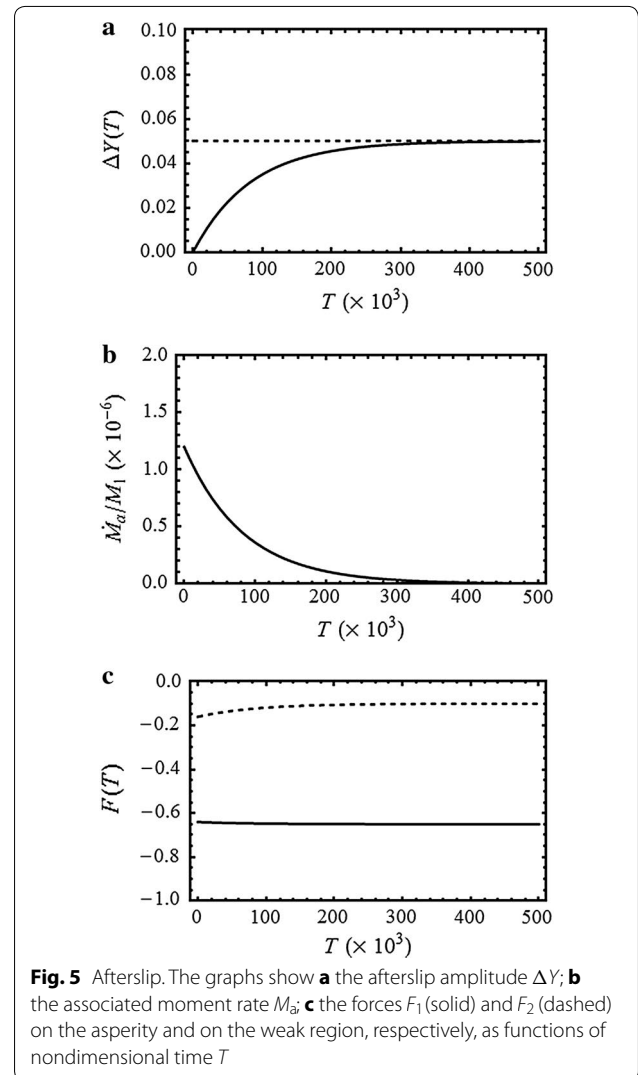 a
0.10
0.08
0.06
0.04
0.02
0.00
ΔY(T)
0 100 200 300 400 500
T (× 10³)
b
2.0
1.5
1.0
0.5
0.0
Ṁₐ/M₁ (× 10⁻⁶)
0 100 200 300 400 500
T (× 10³)
c
0.0
−0.2
−0.4
−0.6
−0.8
−1.0
F(T)
0 100 200 300 400 500
T (× 10³)
Fig. 5 Afterslip. The graphs show a the afterslip amplitude ΔY; b
the associated moment rate Mₐ; c the forces F₁ (solid) and F₂ (dashed)
on the asperity and on the weak region, respectively, as functions of
nondimensional time T